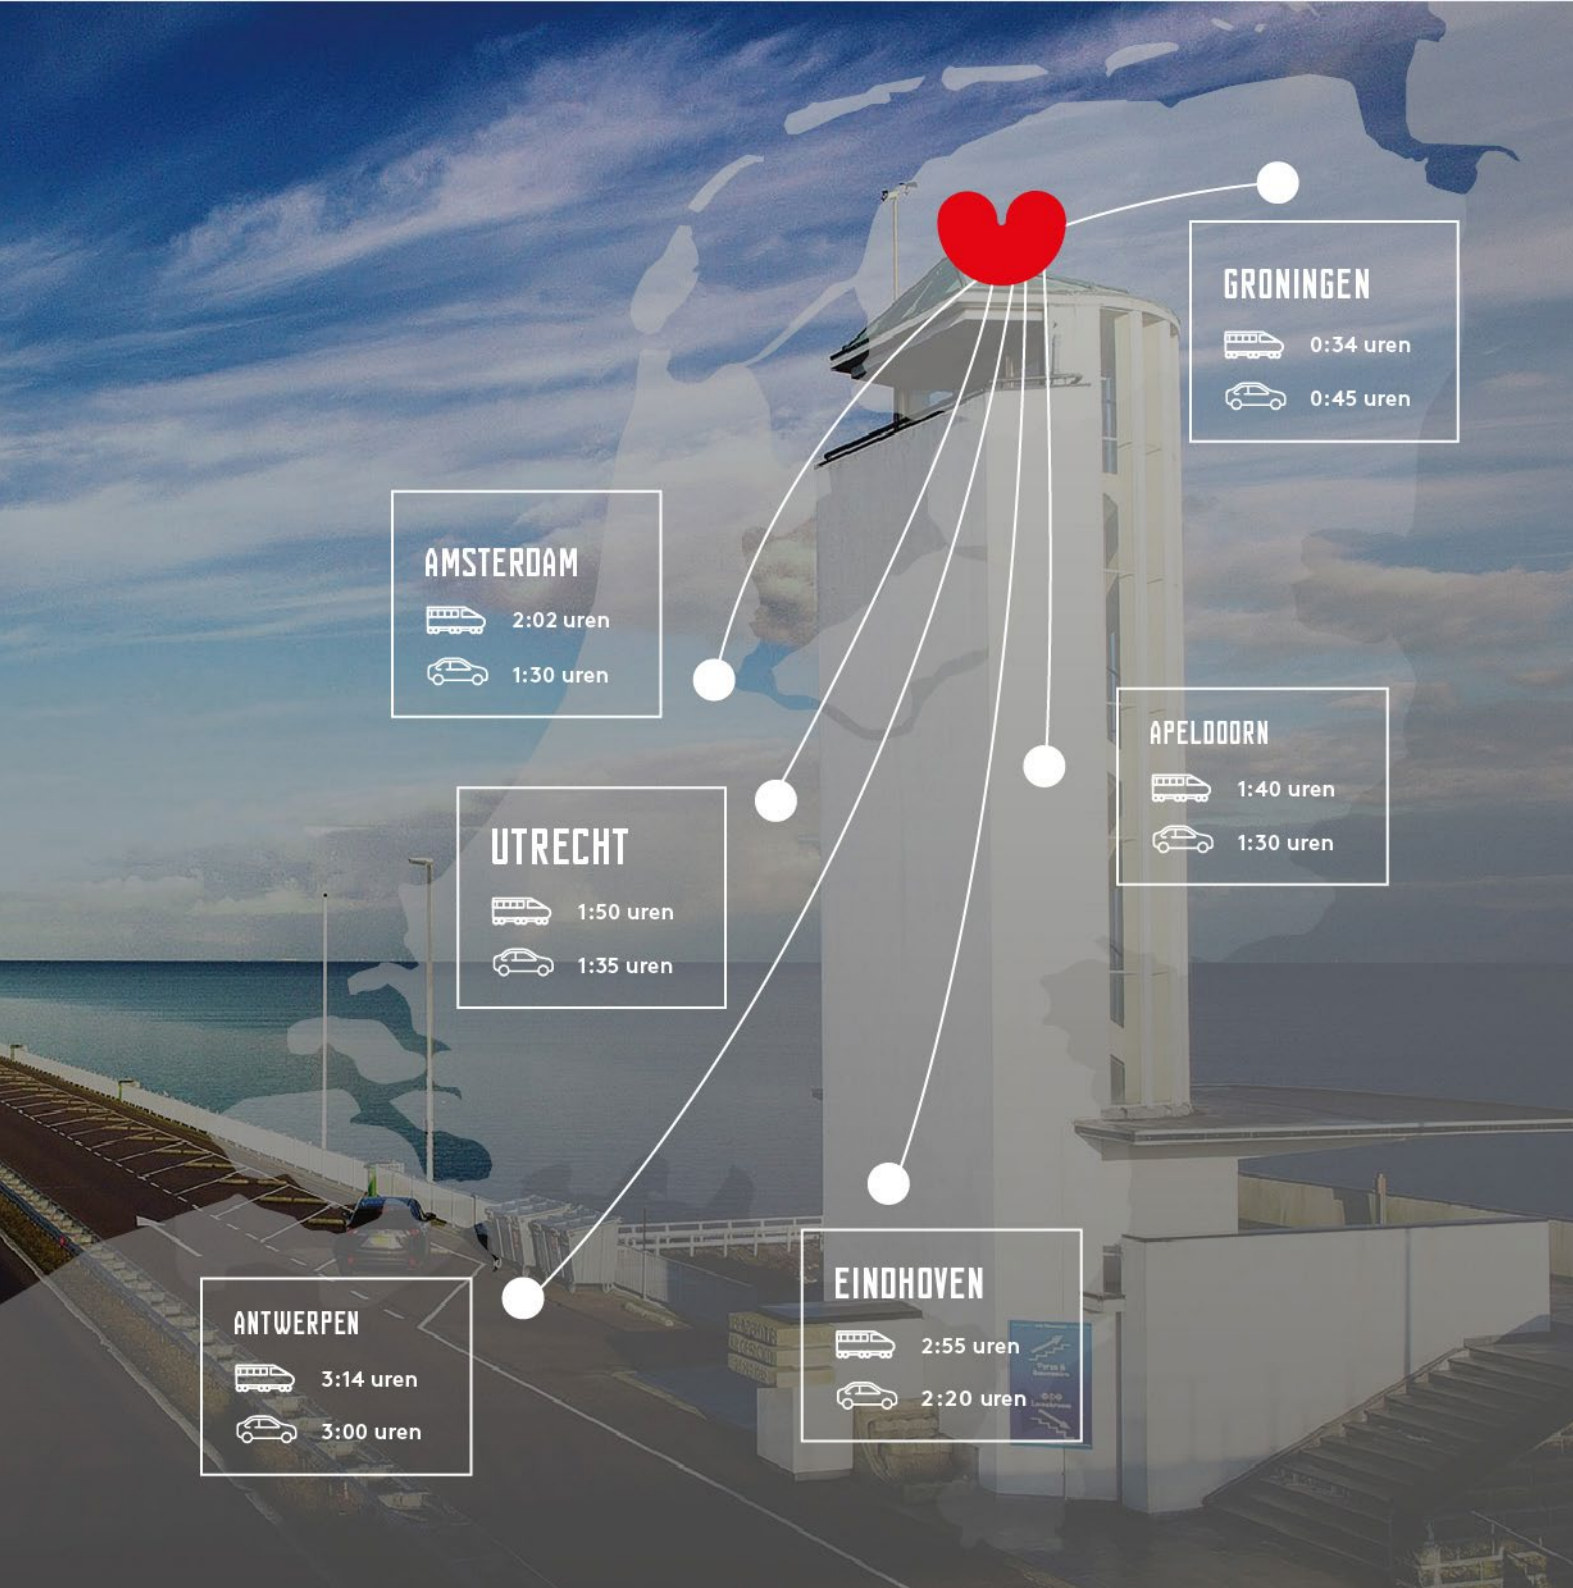 GRONINGEN
0:34 uren
0:45 uren
AMSTERDAM
2:02 uren
1:30 uren
APELDOORN
1:40 uren
1:30 uren
UTRECHT
1:50 uren
1:35 uren
EINDHOVEN
2:55 uren
2:20 uren
ANTWERPEN
3:14 uren
3:00 uren